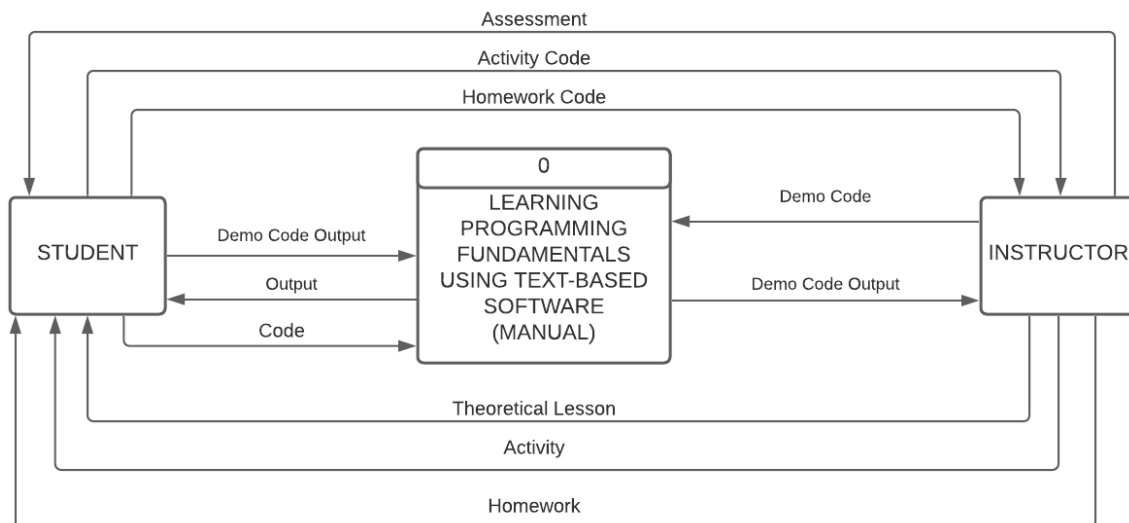 Assessment
Activity Code
Homework Code
0
LEARNING
PROGRAMMING
FUNDAMENTALS
USING TEXT-BASED
SOFTWARE
(MANUAL)
Demo Code
STUDENT
Demo Code Output
INSTRUCTOR
Output
Demo Code Output
Code
Theoretical Lesson
Activity
Homework